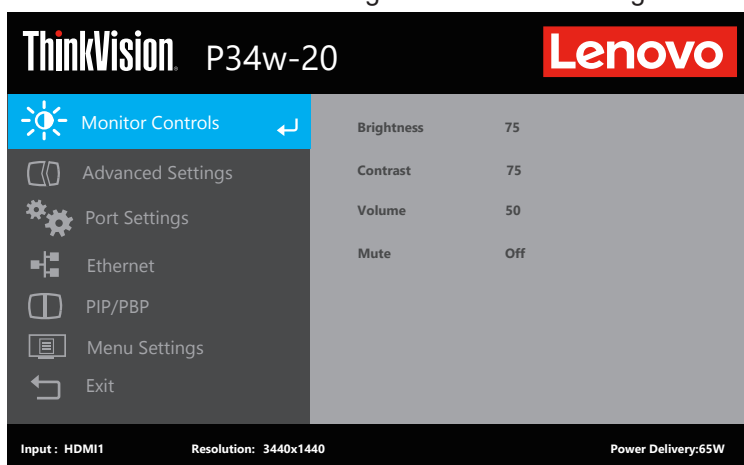 ThinkVision. P34w-20 Lenovo
Monitor Controls
Brightness 75
Advanced Settings
Contrast 75
Port Settings
Volume 50
Ethernet
Mute Off
PIP/PBP
Menu Settings
Exit
Input : HDMI1 Resolution: 3440x1440 Power Delivery:65W